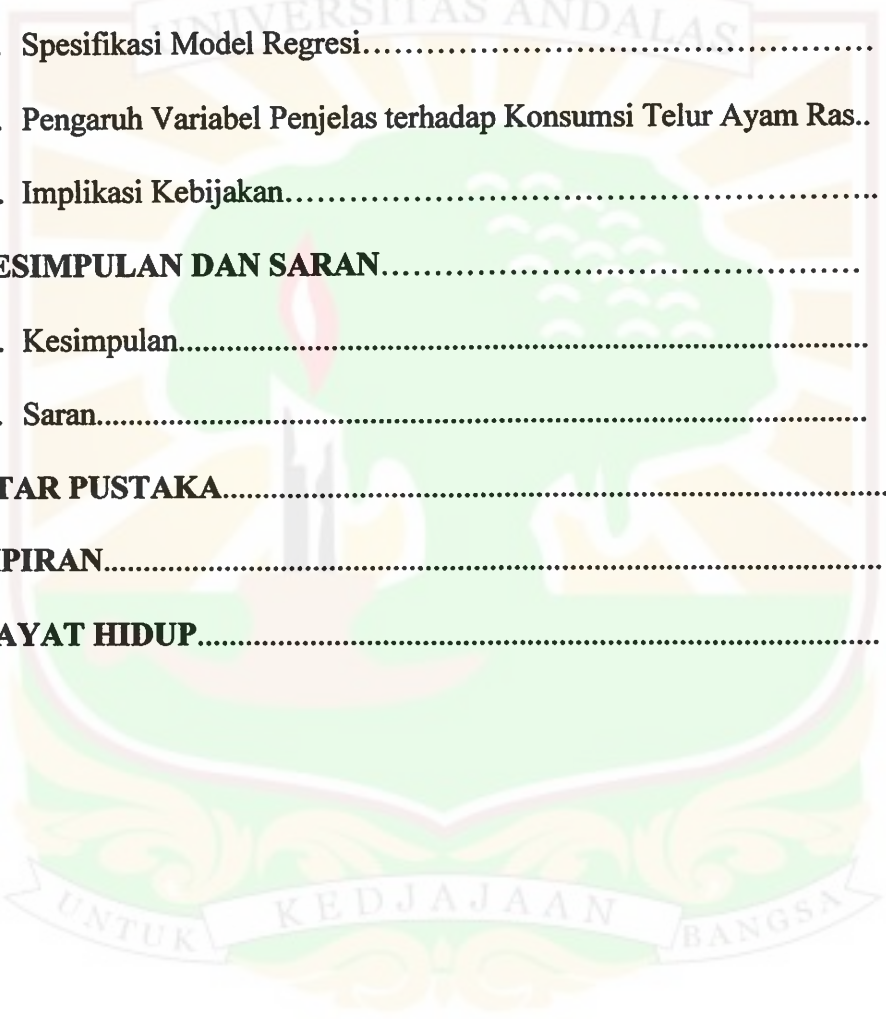 UNIVERSITAS ANDALAS
. Spesifikasi Model Regresi……………………………………………
. Pengaruh Variabel Penjelas terhadap Konsumsi Telur Ayam Ras..
. Implikasi Kebijakan…………………………………………………..
ESIMPULAN DAN SARAN…………………………………………
. Kesimpulan.....................................................................................
. Saran...............................................................................................
TAR PUSTAKA..................................................................................
PIRAN................................................................................................
AYAT HIDUP......................................................................................
UNTUK KEDJAJAAN BANGSA